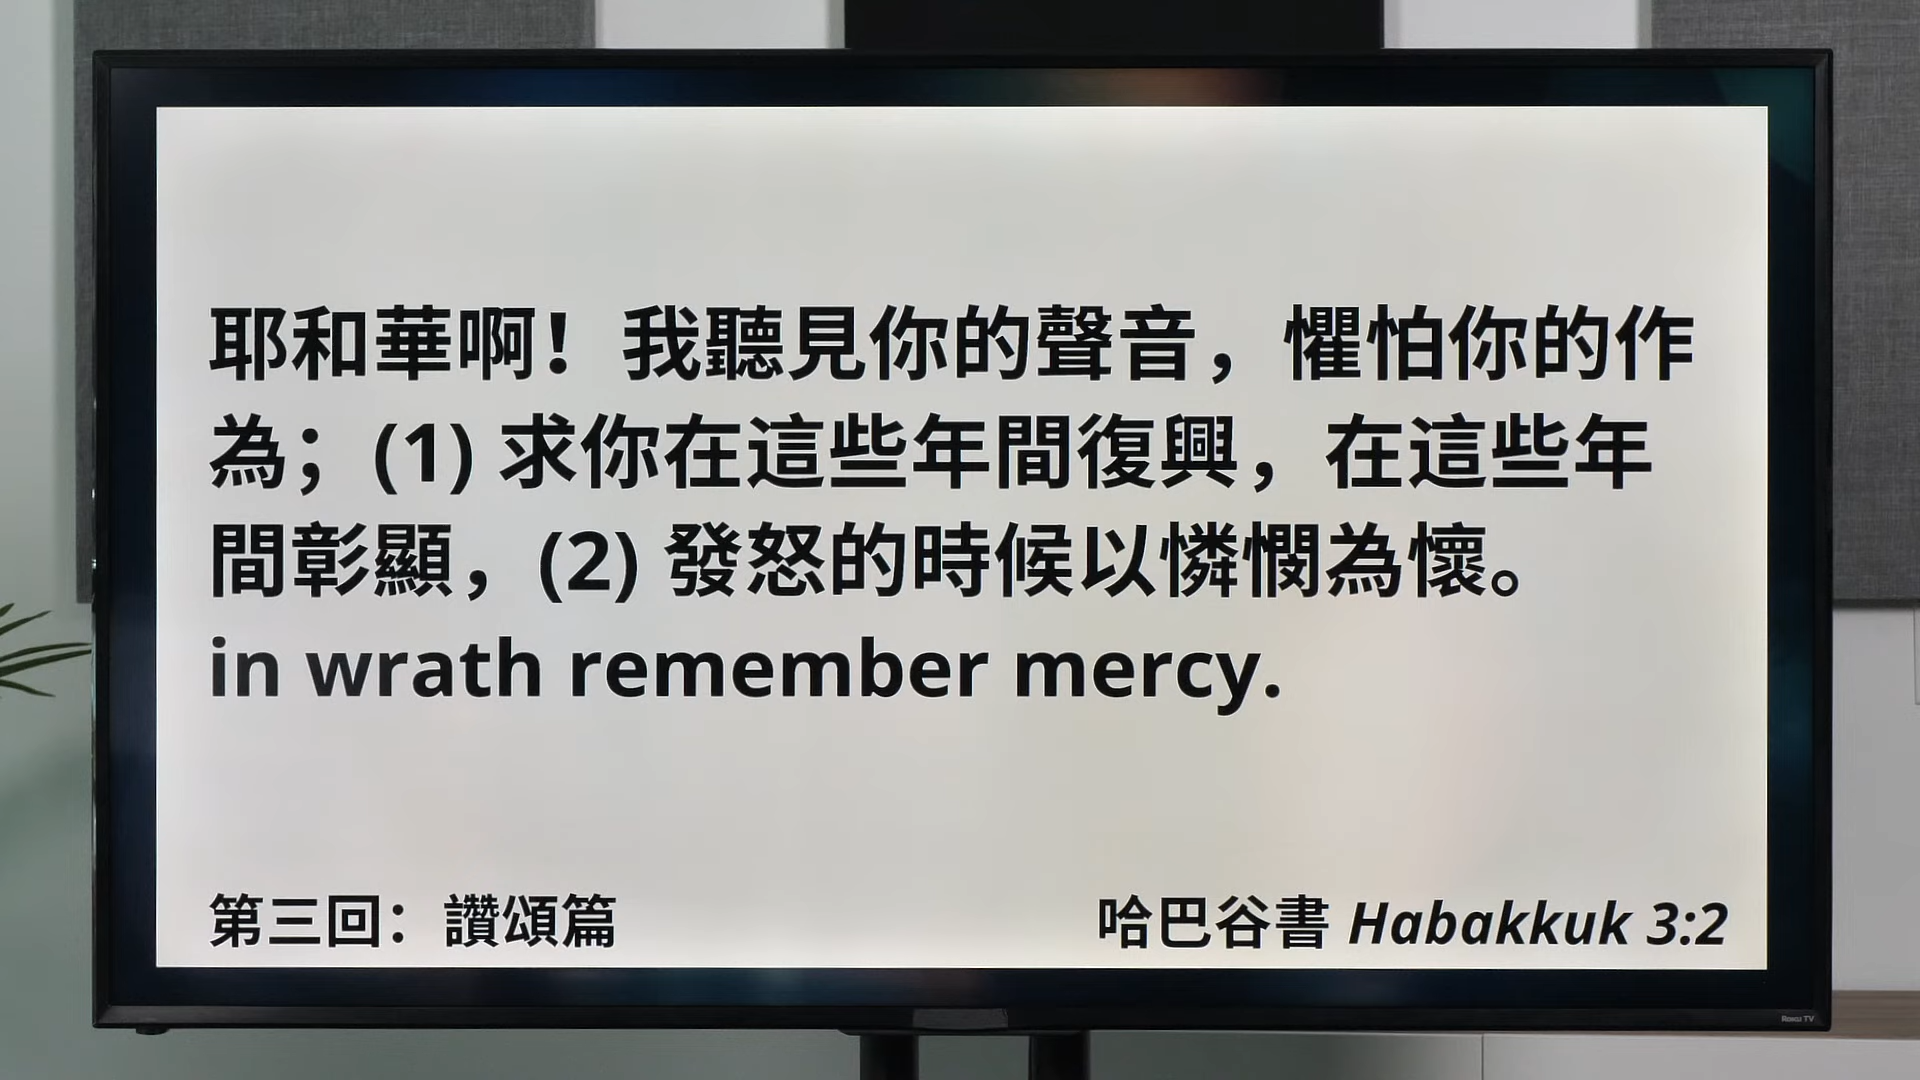 耶和華啊！我聽見你的聲音，懼怕你的作
為；(1) 求你在這些年間復興，在這些年
間彰顯，(2) 發怒的時候以憐憫為懷。
in wrath remember mercy.
第三回：讚頌篇
哈巴谷書 Habakkuk 3:2
Roku TV